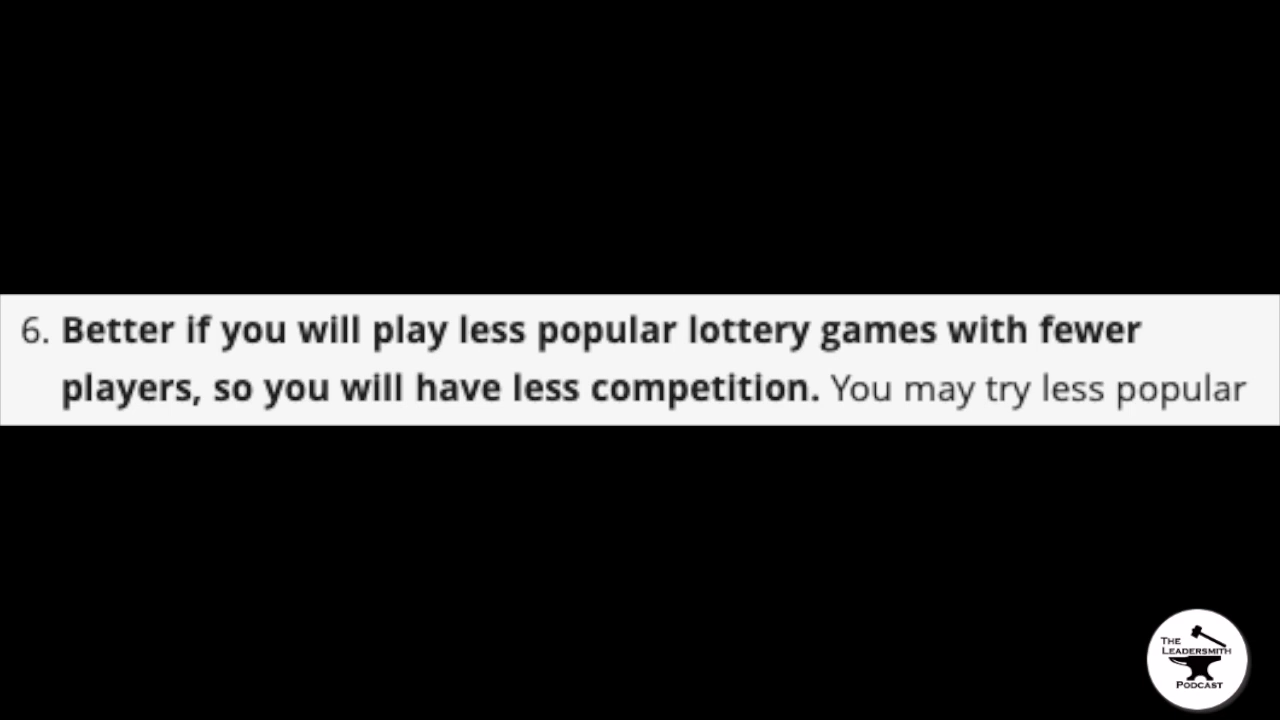 6. Better if you will play less popular lottery games with fewer
players, so you will have less competition. You may try less popular
THE
LEADERSMITH
PODCAST